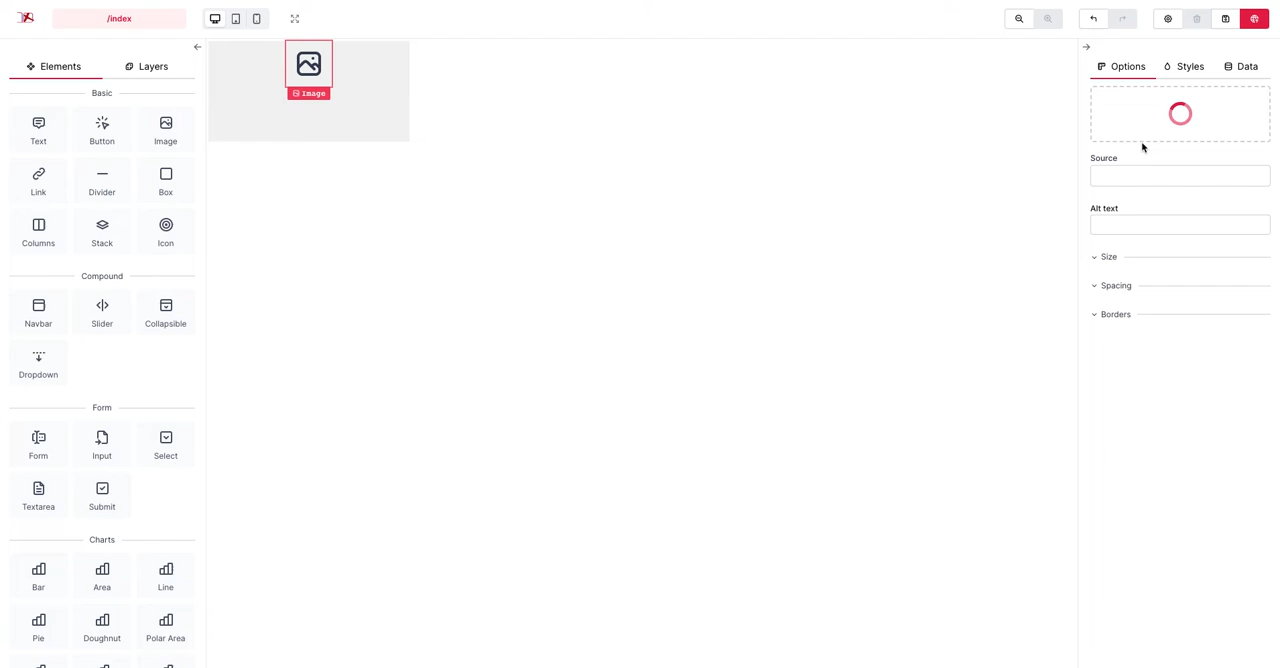 /index
Elements
Layers
Basic
Text
Button
Image
Link
Divider
Box
Columns
Stack
Icon
Compound
Navbar
Slider
Collapsible
Dropdown
Form
Form
Input
Select
Textarea
Submit
Charts
Bar
Area
Line
Pie
Doughnut
Polar Area
Image
Options
Styles
Data
Source
Alt text
Size
Spacing
Borders